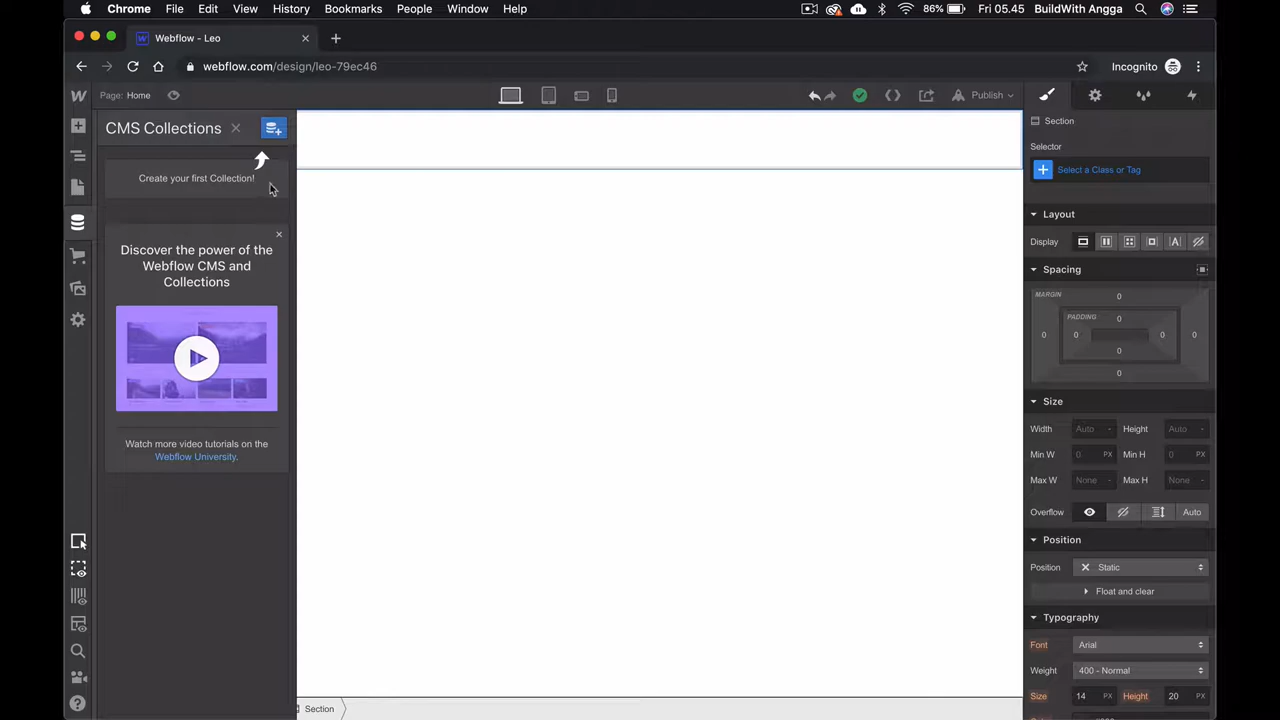 Chrome File Edit View History Bookmarks People Window Help 86% Fri 05.45 BuildWith Angga
Webflow - Leo
webflow.com/design/leo-79ec46 Incognito
Page: Home Publish
CMS Collections
Create your first Collection!
Discover the power of the
Webflow CMS and
Collections
Watch more video tutorials on the
Webflow University.
Section
Section
Selector
Select a Class or Tag
Layout
Display
Spacing
MARGIN
0
PADDING
0
0 0 0 0
0
0
Size
Width Auto - Height Auto -
Min W 0 PX Min H 0 PX
Max W None - Max H None -
Overflow Auto
Position
Position Static
Float and clear
Typography
Font Arial
Weight 400 - Normal
Size 14 PX Height 20 PX